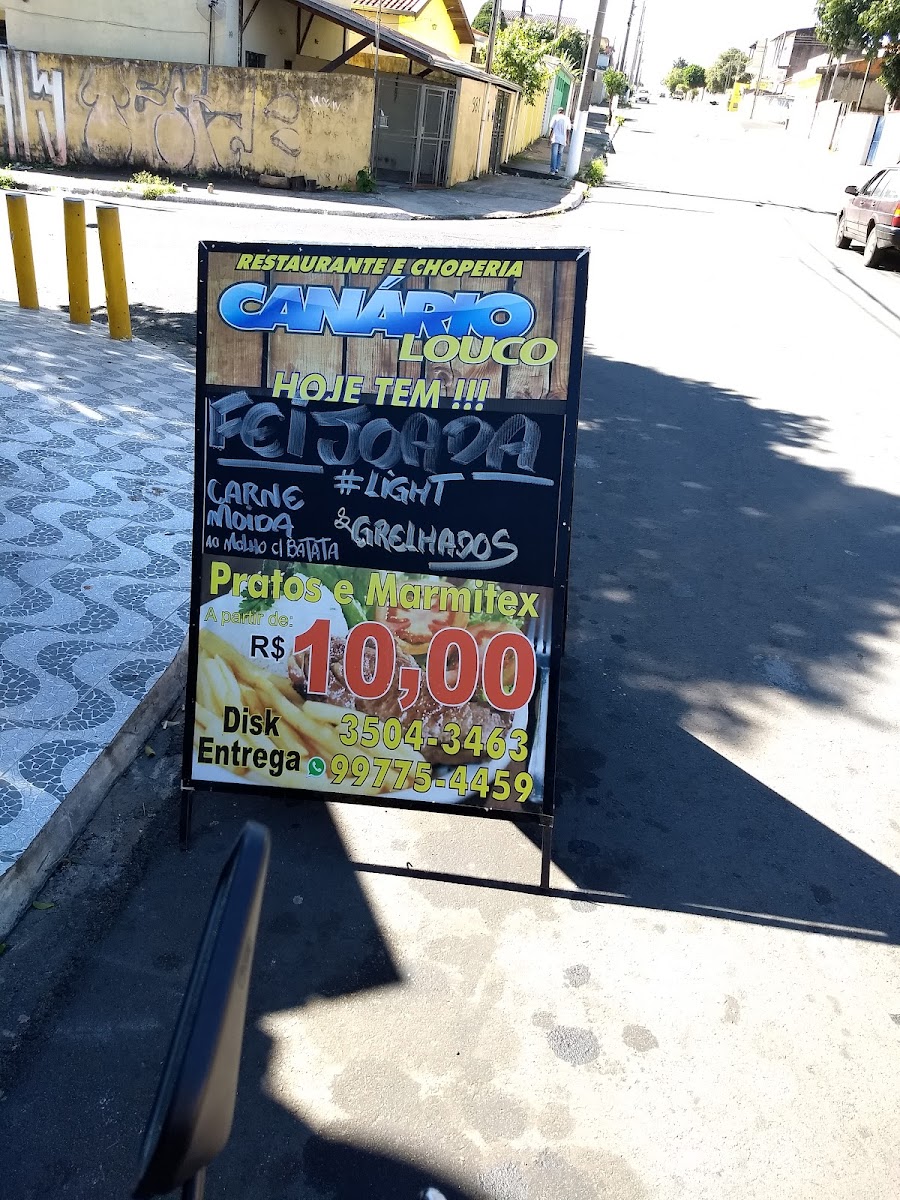 RESTAURANTE E CHOPERIA
CANÁRIO
LOUCO
HOJE TEM !!!
FEIJOADA
#LIGHT
CARNE
MOIDA
AO MOLHO C/ BATATA
& GRELHADOS
Pratos e Marmitex
A partir de:
R$ 10,00
Disk
Entrega
3504-3463
99775-4459